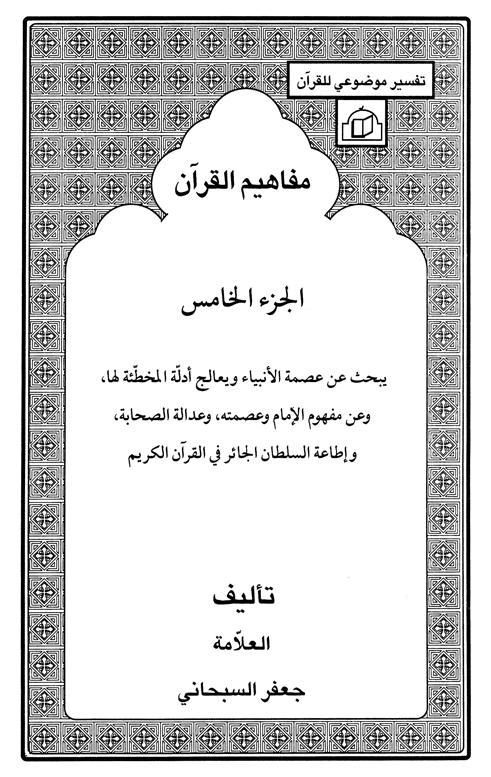 تفسير موضوعي للقرآن
مفاهيم القرآن
الجزء الخامس
يبحث عن عصمة الأنبياء ويعالج أدلّة المخطّئة لها،
وعن مفهوم الإمام وعصمته، وعدالة الصحابة،
وإطاعة السلطان الجائر في القرآن الكريم
تأليف
العلاّمة
جعفر السبحاني